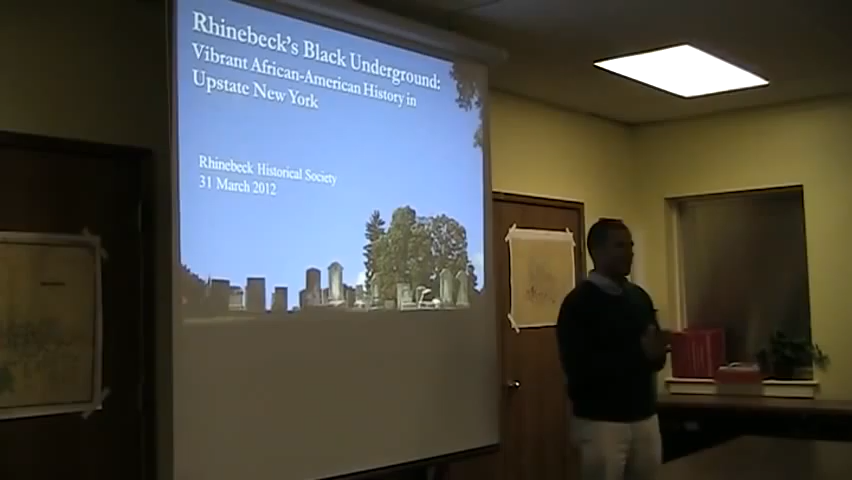 Rhinebeck's Black Underground:
Vibrant African-American History in
Upstate New York
Rhinebeck Historical Society
31 March 2012